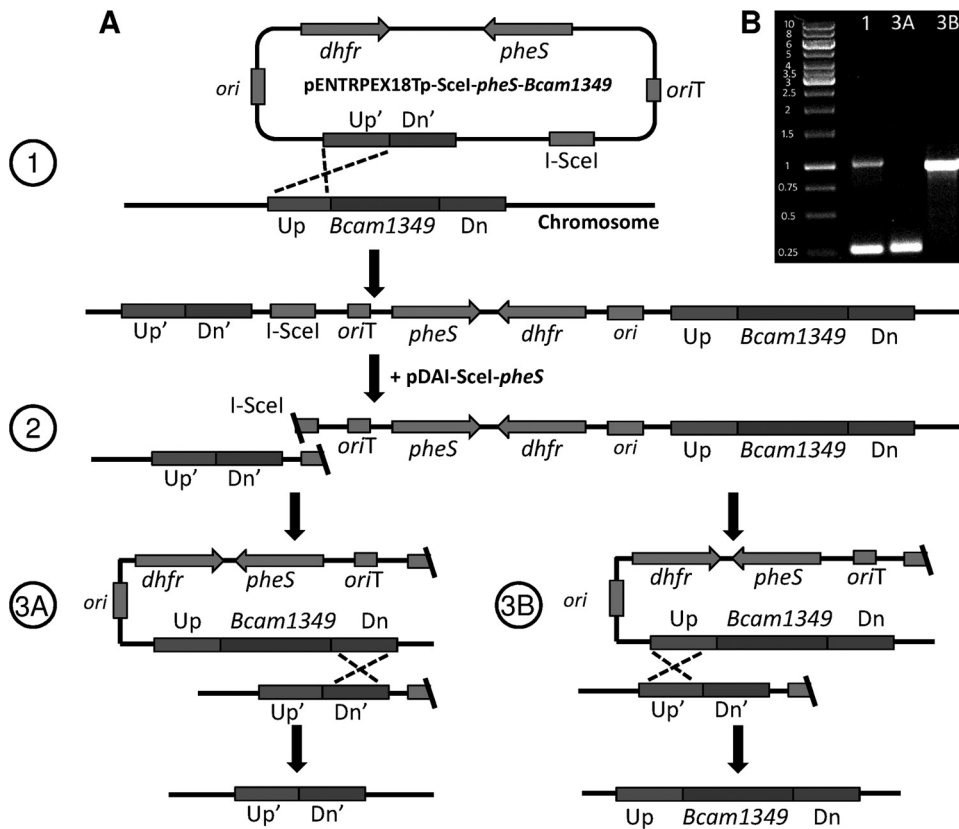 A
dhfr pheS
ori pENTRPEX18Tp-SceI-pheS-Bcam1349 oriT
Up' Dn'
I-SceI
1
Up Bcam1349 Dn Chromosome
Up' Dn' I-SceI oriT pheS dhfr ori Up Bcam1349 Dn
+ pDAI-SceI-pheS
2
I-SceI
oriT pheS dhfr ori Up Bcam1349 Dn
Up' Dn'
3A
dhfr pheS oriT
ori
Up Bcam1349 Dn
Up' Dn'
Up' Dn'
3B
dhfr pheS oriT
ori
Up Bcam1349 Dn
Up' Dn'
Up Bcam1349 Dn
B
1 3A 3B
10
8
6
5
4
3.5
3
2.5
2
1.5
1
0.75
0.5
0.25